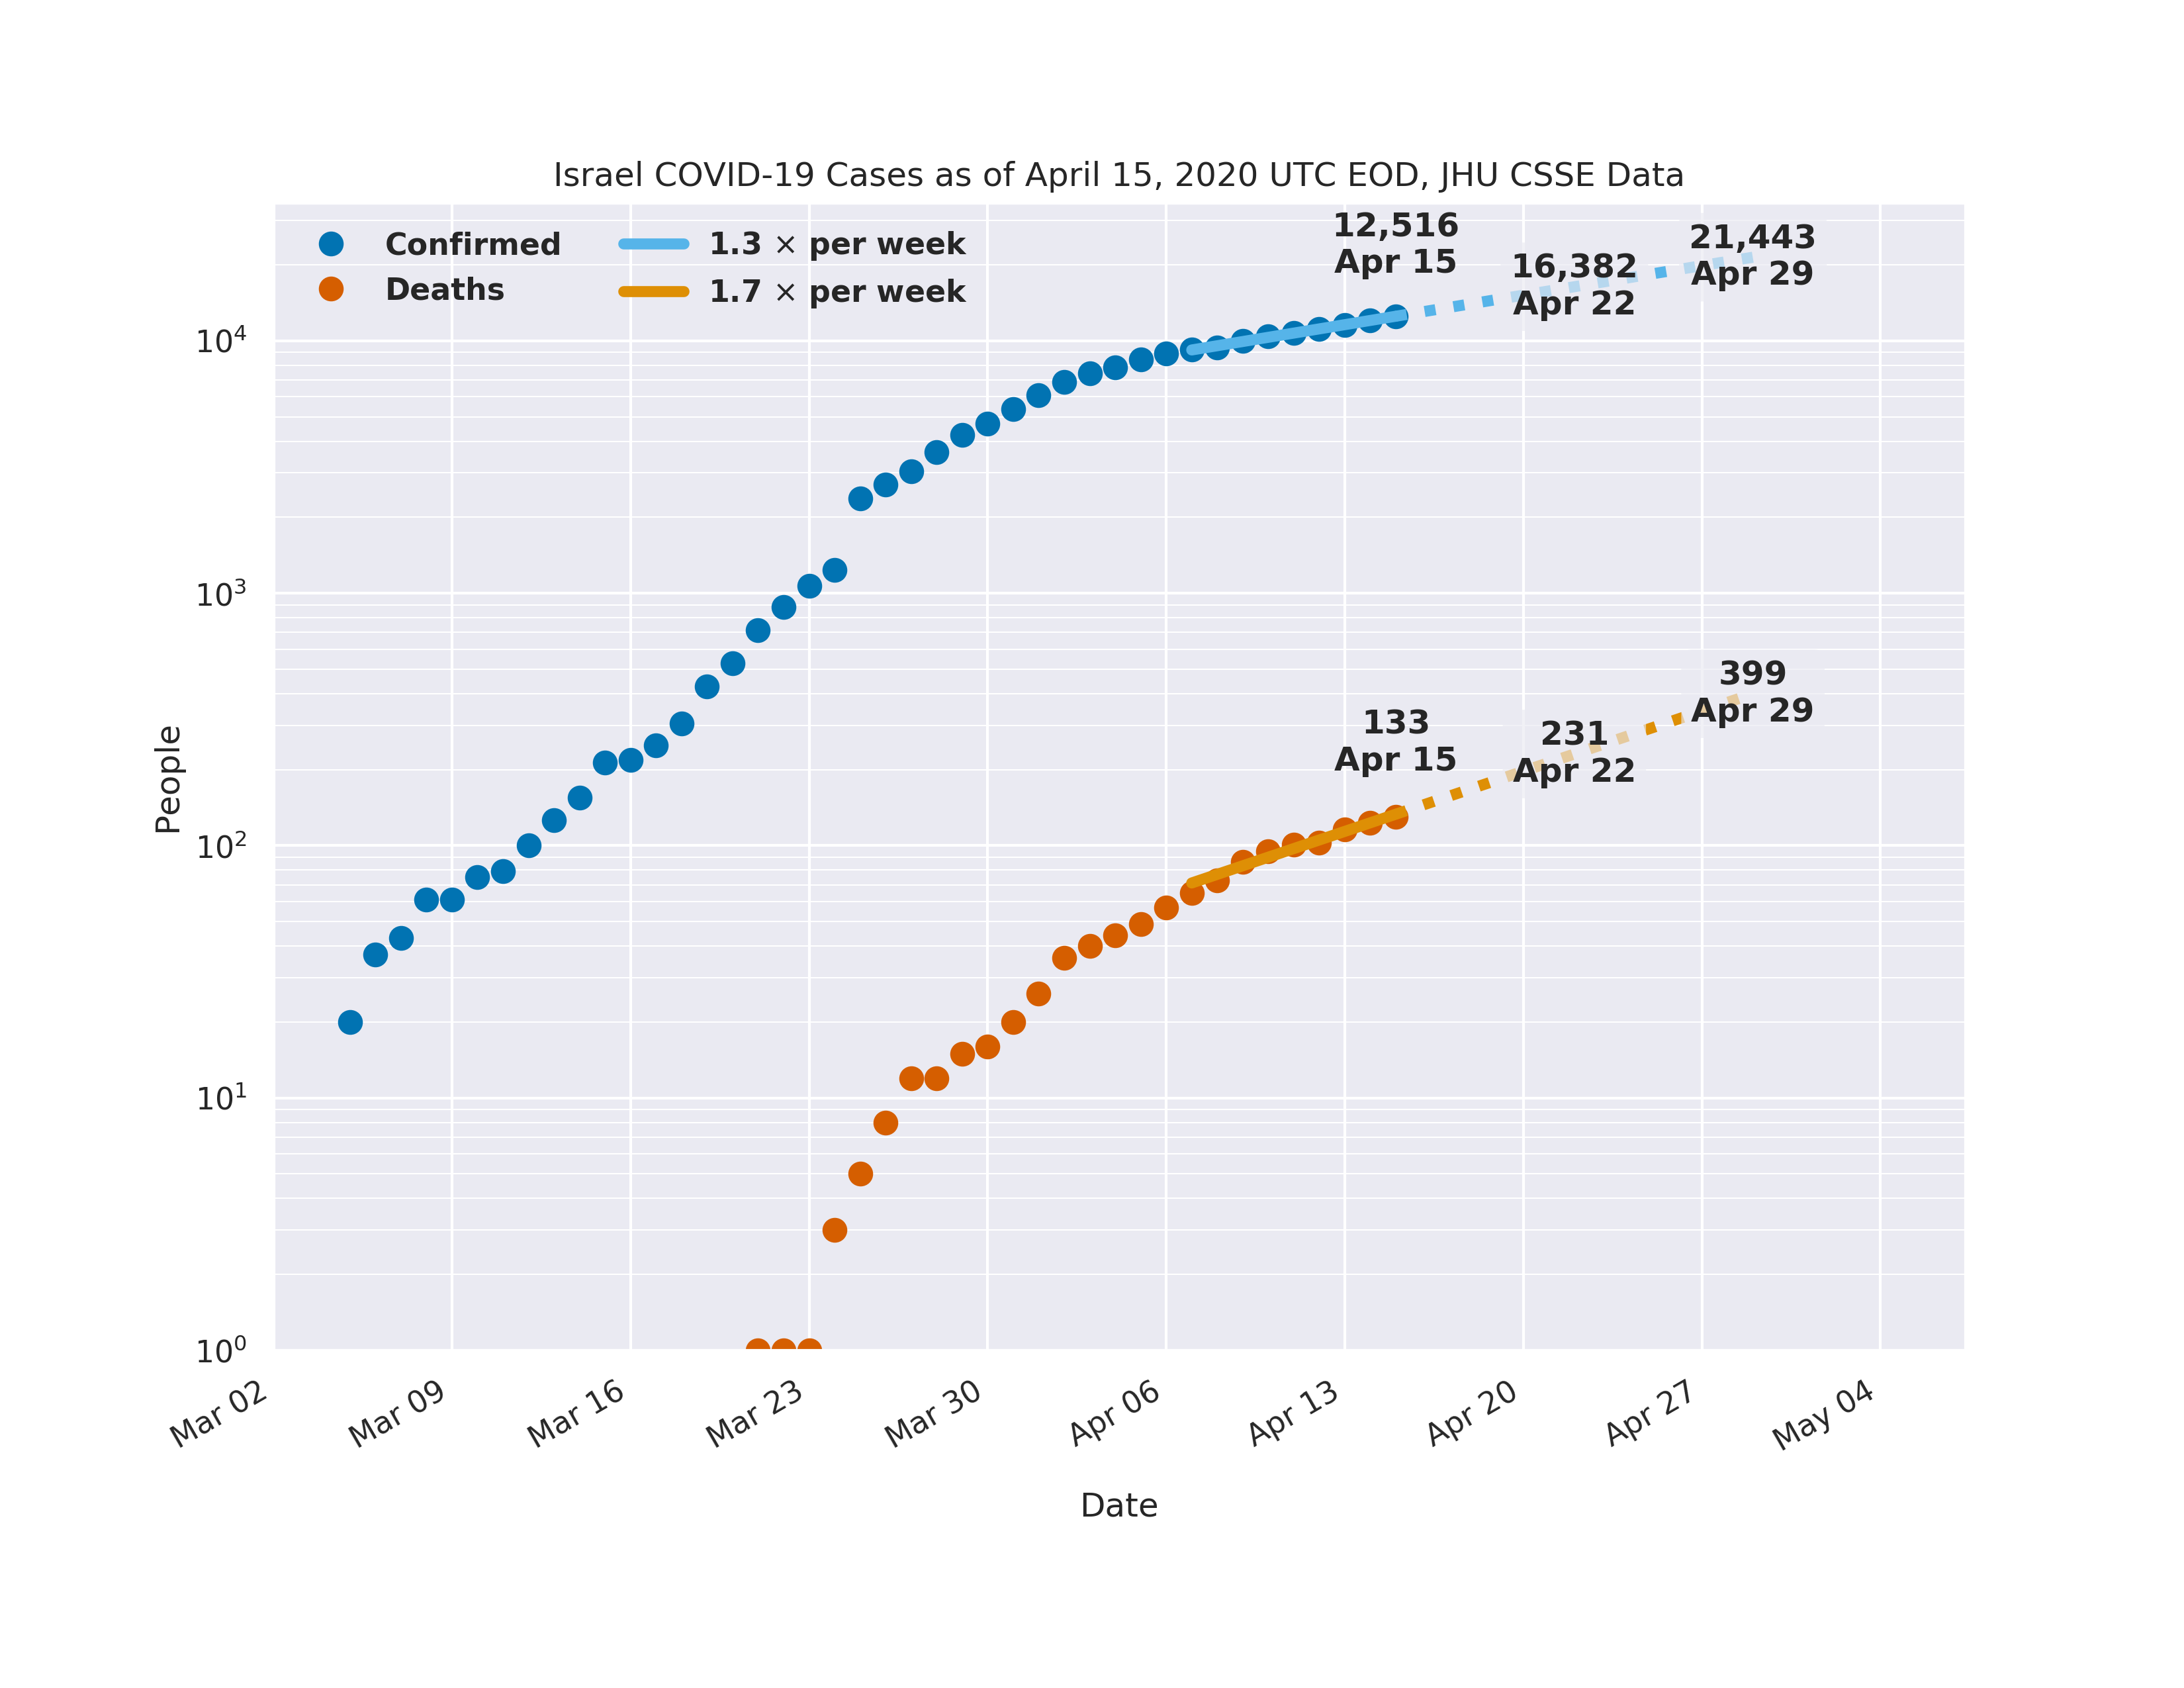 Israel COVID-19 Cases as of April 15, 2020 UTC EOD, JHU CSSE Data
Confirmed
Deaths
1.3 × per week
1.7 × per week
12,516
Apr 15
16,382
Apr 22
21,443
Apr 29
133
Apr 15
231
Apr 22
399
Apr 29
People
10⁴
10³
10²
10¹
10⁰
Mar 02
Mar 09
Mar 16
Mar 23
Mar 30
Apr 06
Apr 13
Apr 20
Apr 27
May 04
Date